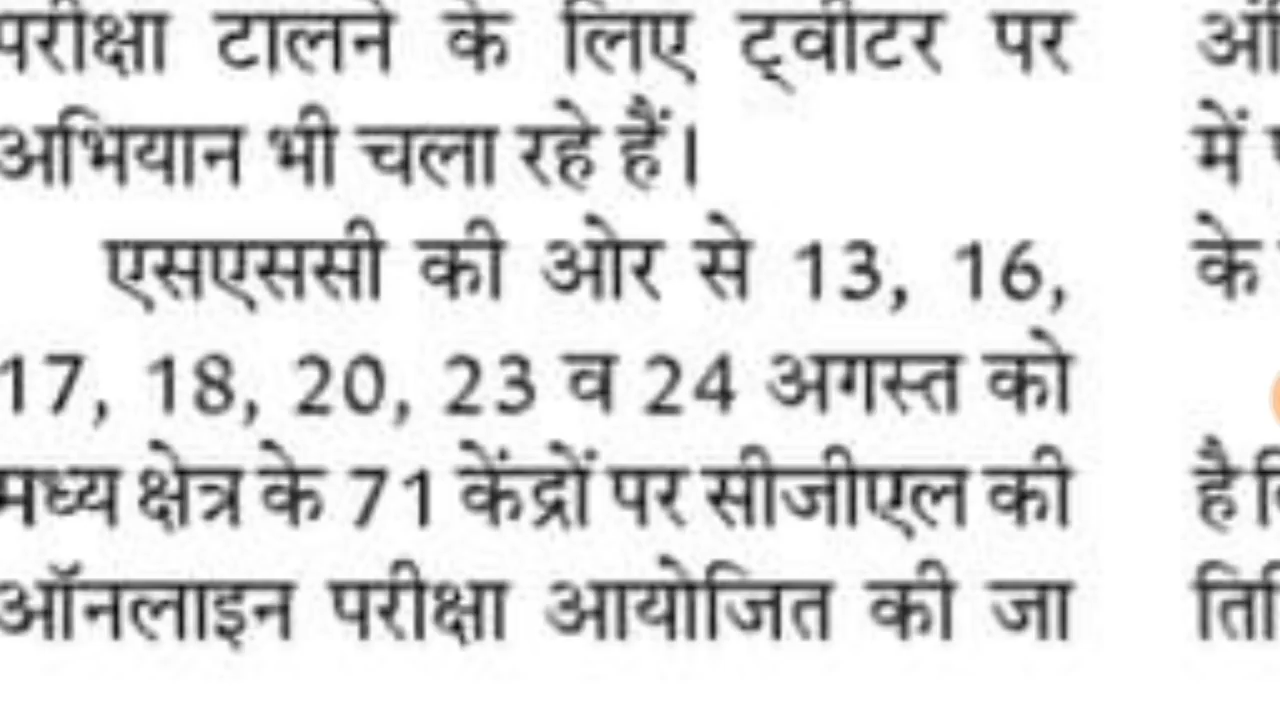 परीक्षा टालने के लिए ट्वीटर पर
अभियान भी चला रहे हैं।
एसएससी की ओर से 13, 16,
17, 18, 20, 23 व 24 अगस्त को
मध्य क्षेत्र के 71 केंद्रों पर सीजीएल की
ऑनलाइन परीक्षा आयोजित की जा
में
के
है